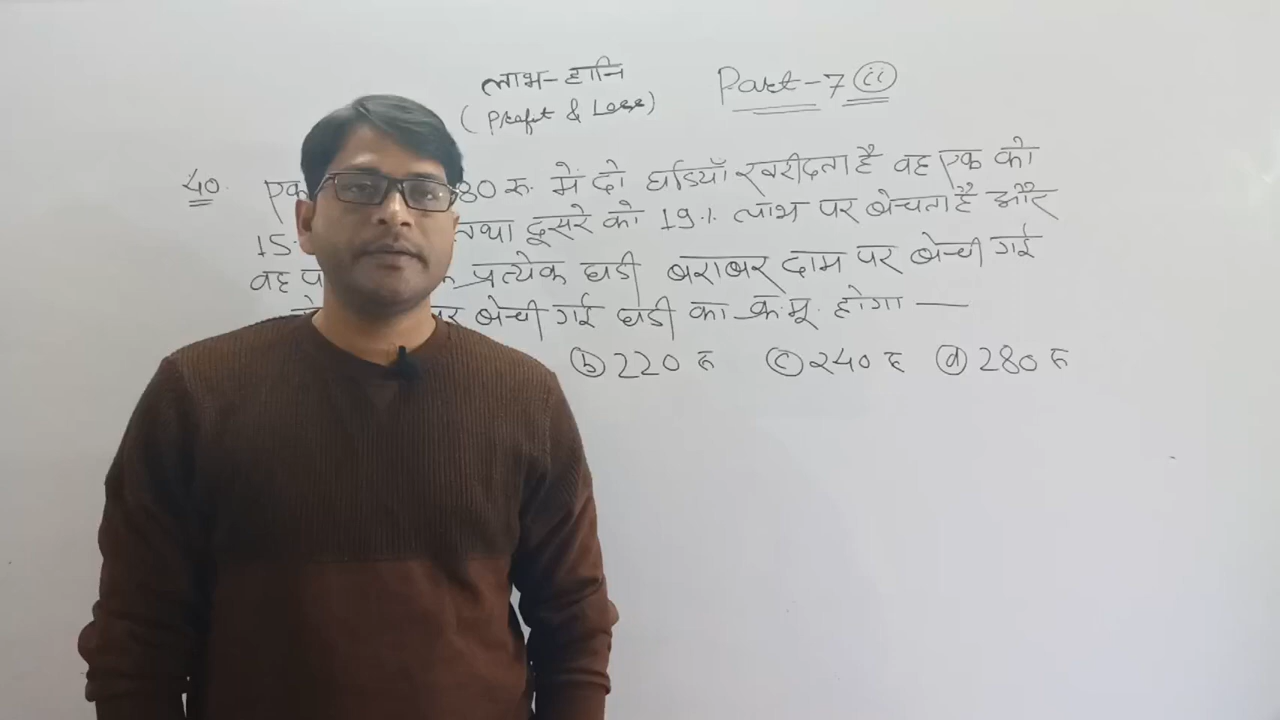 लाभ-हानि
(Profit & Loss)
Part-7 (ii)
40. एक 80 रु. में दो घड़ियाँ खरीदता है वह एक को
15 तथा दूसरे को 19% लाभ पर बेचता है और
वह प्रत्येक घडी बराबर दाम पर बेची गई
पर बेची गई घडी का क्र.मू. होगा —
(b) 220 रु (c) 240 रु (d) 280 रु